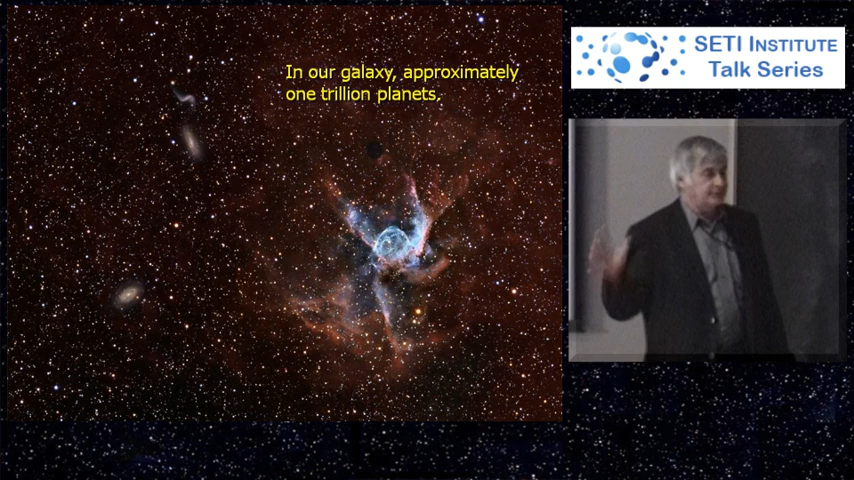 In our galaxy, approximately
one trillion planets.
SETI INSTITUTE
Talk Series